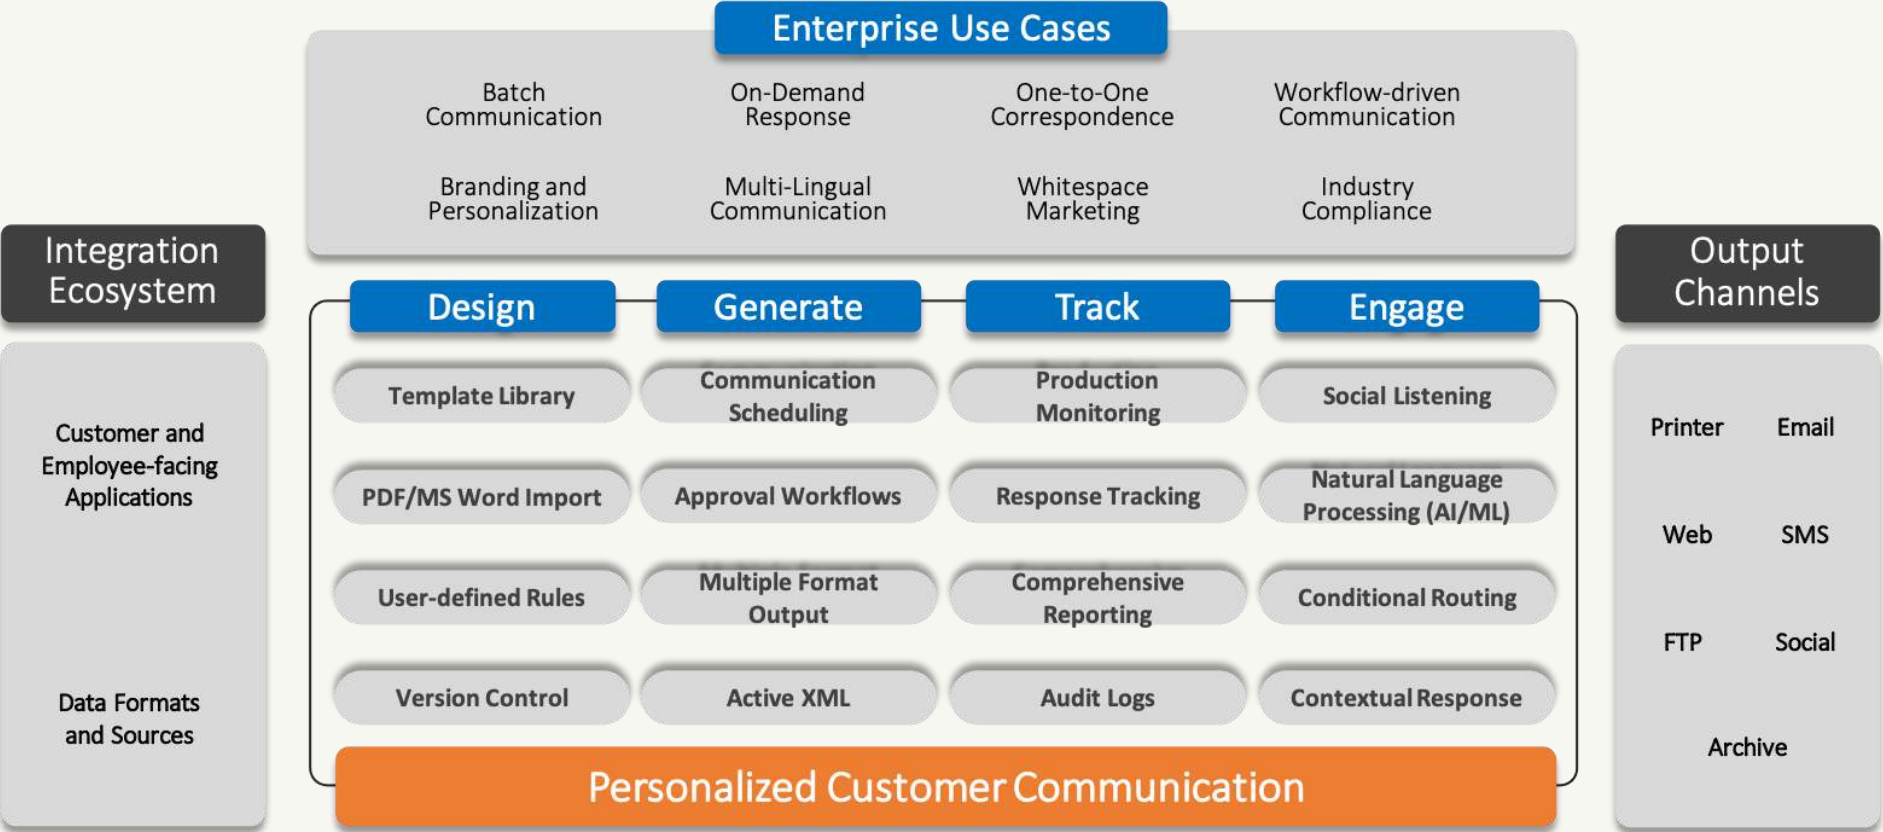 Enterprise Use Cases
Batch
Communication
On-Demand
Response
One-to-One
Correspondence
Workflow-driven
Communication
Branding and
Personalization
Multi-Lingual
Communication
Whitespace
Marketing
Industry
Compliance
Integration
Ecosystem
Customer and
Employee-facing
Applications
Data Formats
and Sources
Design
Template Library
PDF/MS Word Import
User-defined Rules
Version Control
Generate
Communication
Scheduling
Approval Workflows
Multiple Format
Output
Active XML
Track
Production
Monitoring
Response Tracking
Comprehensive
Reporting
Audit Logs
Engage
Social Listening
Natural Language
Processing (AI/ML)
Conditional Routing
Contextual Response
Personalized Customer Communication
Output
Channels
Printer
Email
Web
SMS
FTP
Social
Archive